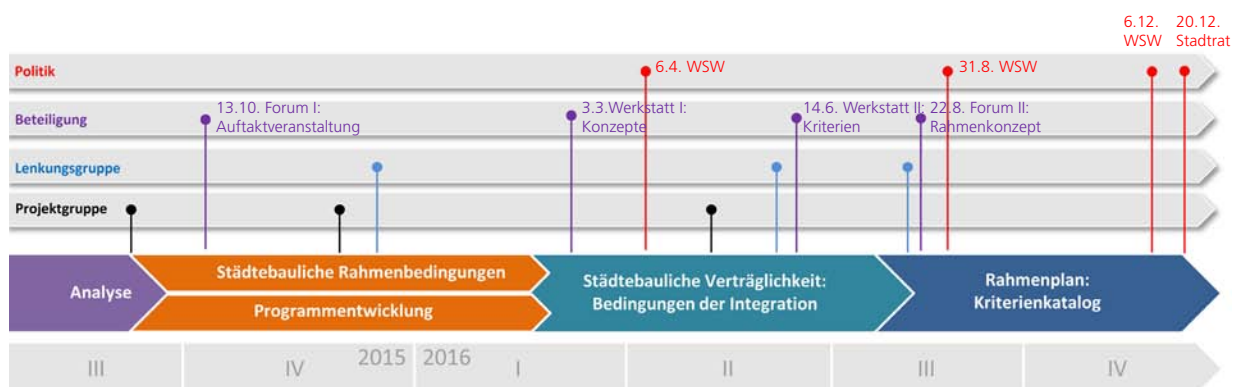 6.12. 20.12.
WSW Stadtrat
Politik
6.4. WSW
31.8. WSW
Beteiligung
13.10. Forum I:
Auftaktveranstaltung
3.3.Werkstatt I:
Konzepte
14.6. Werkstatt II:
Kriterien
22.8. Forum II:
Rahmenkonzept
Lenkungsgruppe
Projektgruppe
Analyse
Städtebauliche Rahmenbedingungen
Programmentwicklung
Städtebauliche Verträglichkeit:
Bedingungen der Integration
Rahmenplan:
Kriterienkatalog
III IV 2015 2016 I II III IV